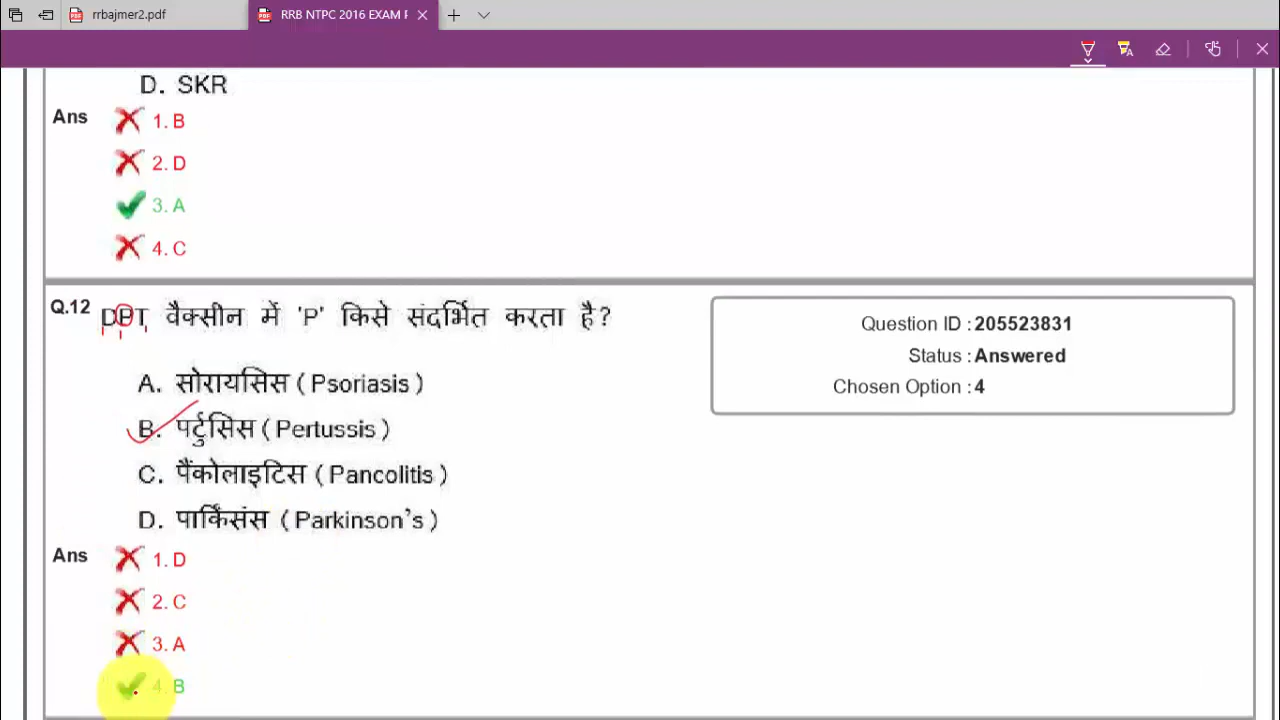 rrbajmer2.pdf
RRB NTPC 2016 EXAM F
D. SKR
Ans
1. B
2. D
3. A
4. C
Q.12
DPT वैक्सीन में 'P' किसे संदर्भित करता है?
A. सोरायसिस ( Psoriasis )
B. पर्टुसिस ( Pertussis )
C. पैंकोलाइटिस ( Pancolitis )
D. पार्किंसंस ( Parkinson's )
Question ID : 205523831
Status : Answered
Chosen Option : 4
Ans
1. D
2. C
3. A
4. B